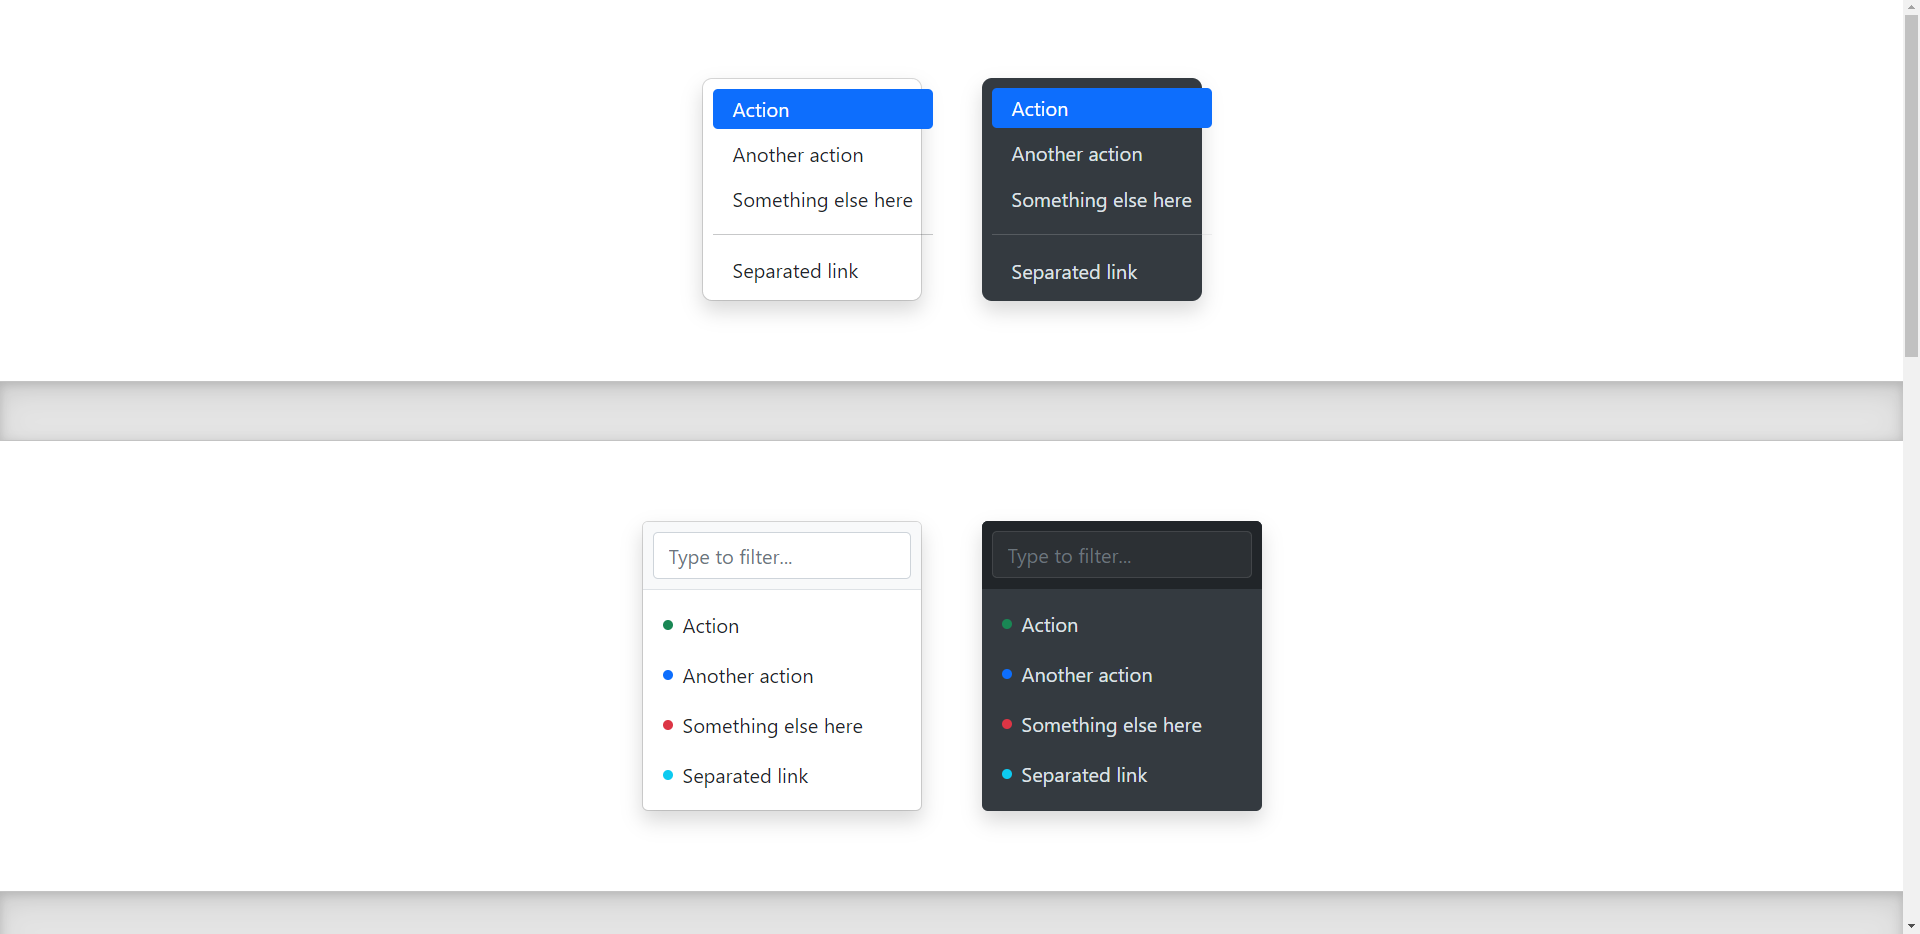 Action
Another action
Something else here
Separated link
Action
Another action
Something else here
Separated link
Type to filter...
Action
Another action
Something else here
Separated link
Type to filter...
Action
Another action
Something else here
Separated link